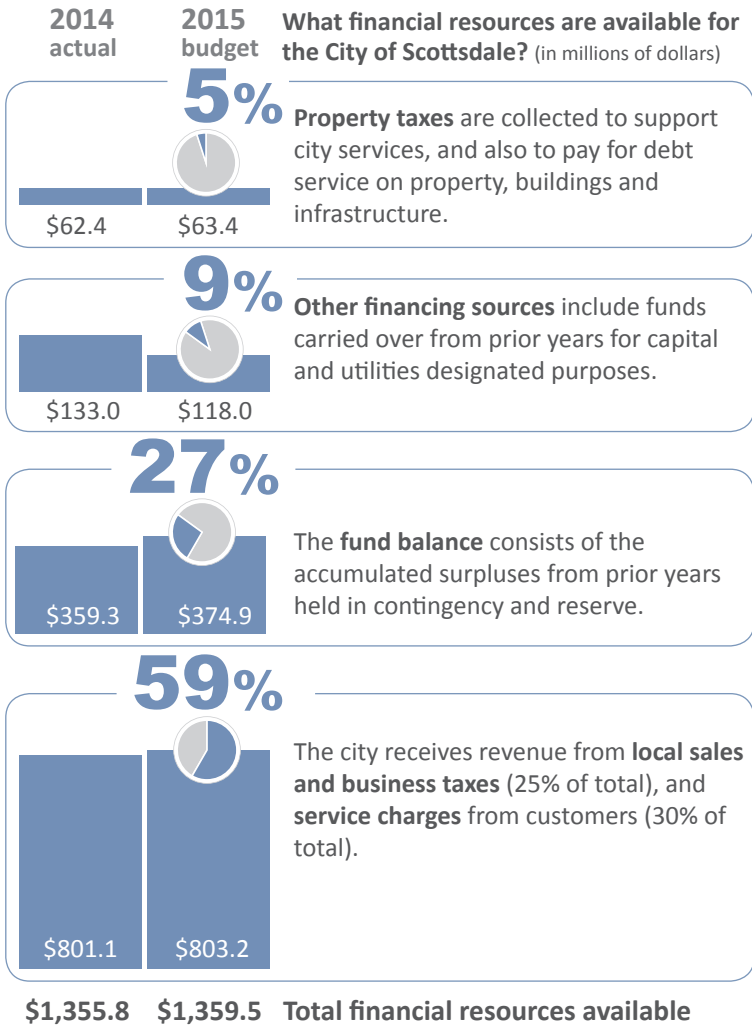 2014 actual
2015 budget
What financial resources are available for
the City of Scottsdale? (in millions of dollars)
5%
Property taxes are collected to support
city services, and also to pay for debt
service on property, buildings and
infrastructure.
$62.4 $63.4
9%
Other financing sources include funds
carried over from prior years for capital
and utilities designated purposes.
$133.0 $118.0
27%
The fund balance consists of the
accumulated surpluses from prior years
held in contingency and reserve.
$359.3 $374.9
59%
The city receives revenue from local sales
and business taxes (25% of total), and
service charges from customers (30% of
total).
$801.1 $803.2
$1,355.8 $1,359.5 Total financial resources available